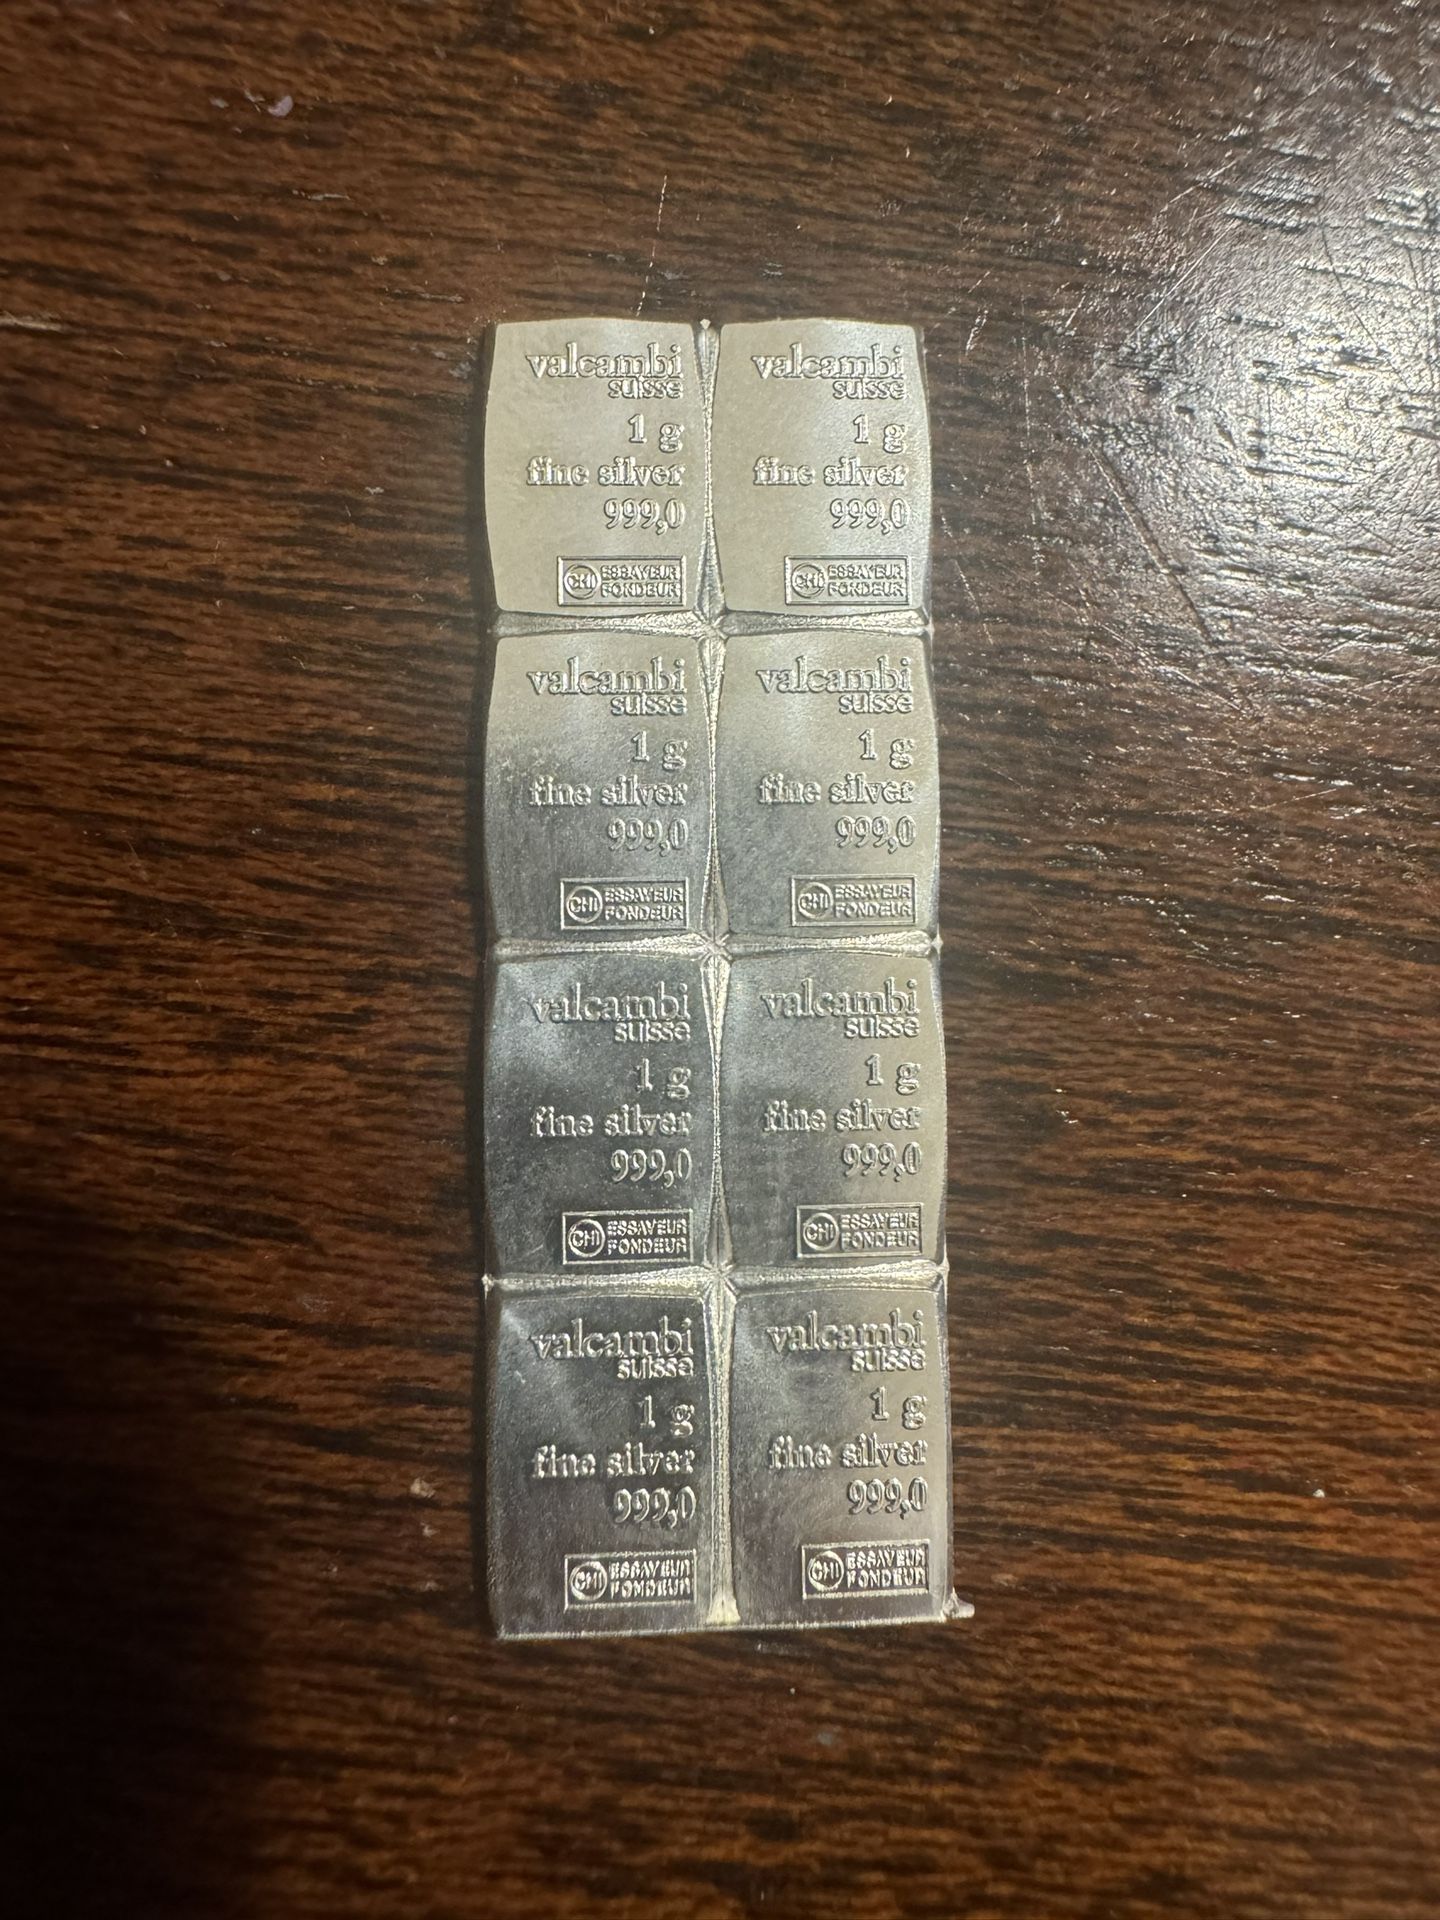 valcambi
suisse
1 g
fine silver
999,0
CHI ESSAYEUR
FONDEUR
valcambi
suisse
1 g
fine silver
999,0
CHI ESSAYEUR
FONDEUR
valcambi
suisse
1 g
fine silver
999,0
CHI ESSAYEUR
FONDEUR
valcambi
suisse
1 g
fine silver
999,0
CHI ESSAYEUR
FONDEUR
valcambi
suisse
1 g
fine silver
999,0
CHI ESSAYEUR
FONDEUR
valcambi
suisse
1 g
fine silver
999,0
CHI ESSAYEUR
FONDEUR
valcambi
suisse
1 g
fine silver
999,0
CHI ESSAYEUR
FONDEUR
valcambi
suisse
1 g
fine silver
999,0
CHI ESSAYEUR
FONDEUR